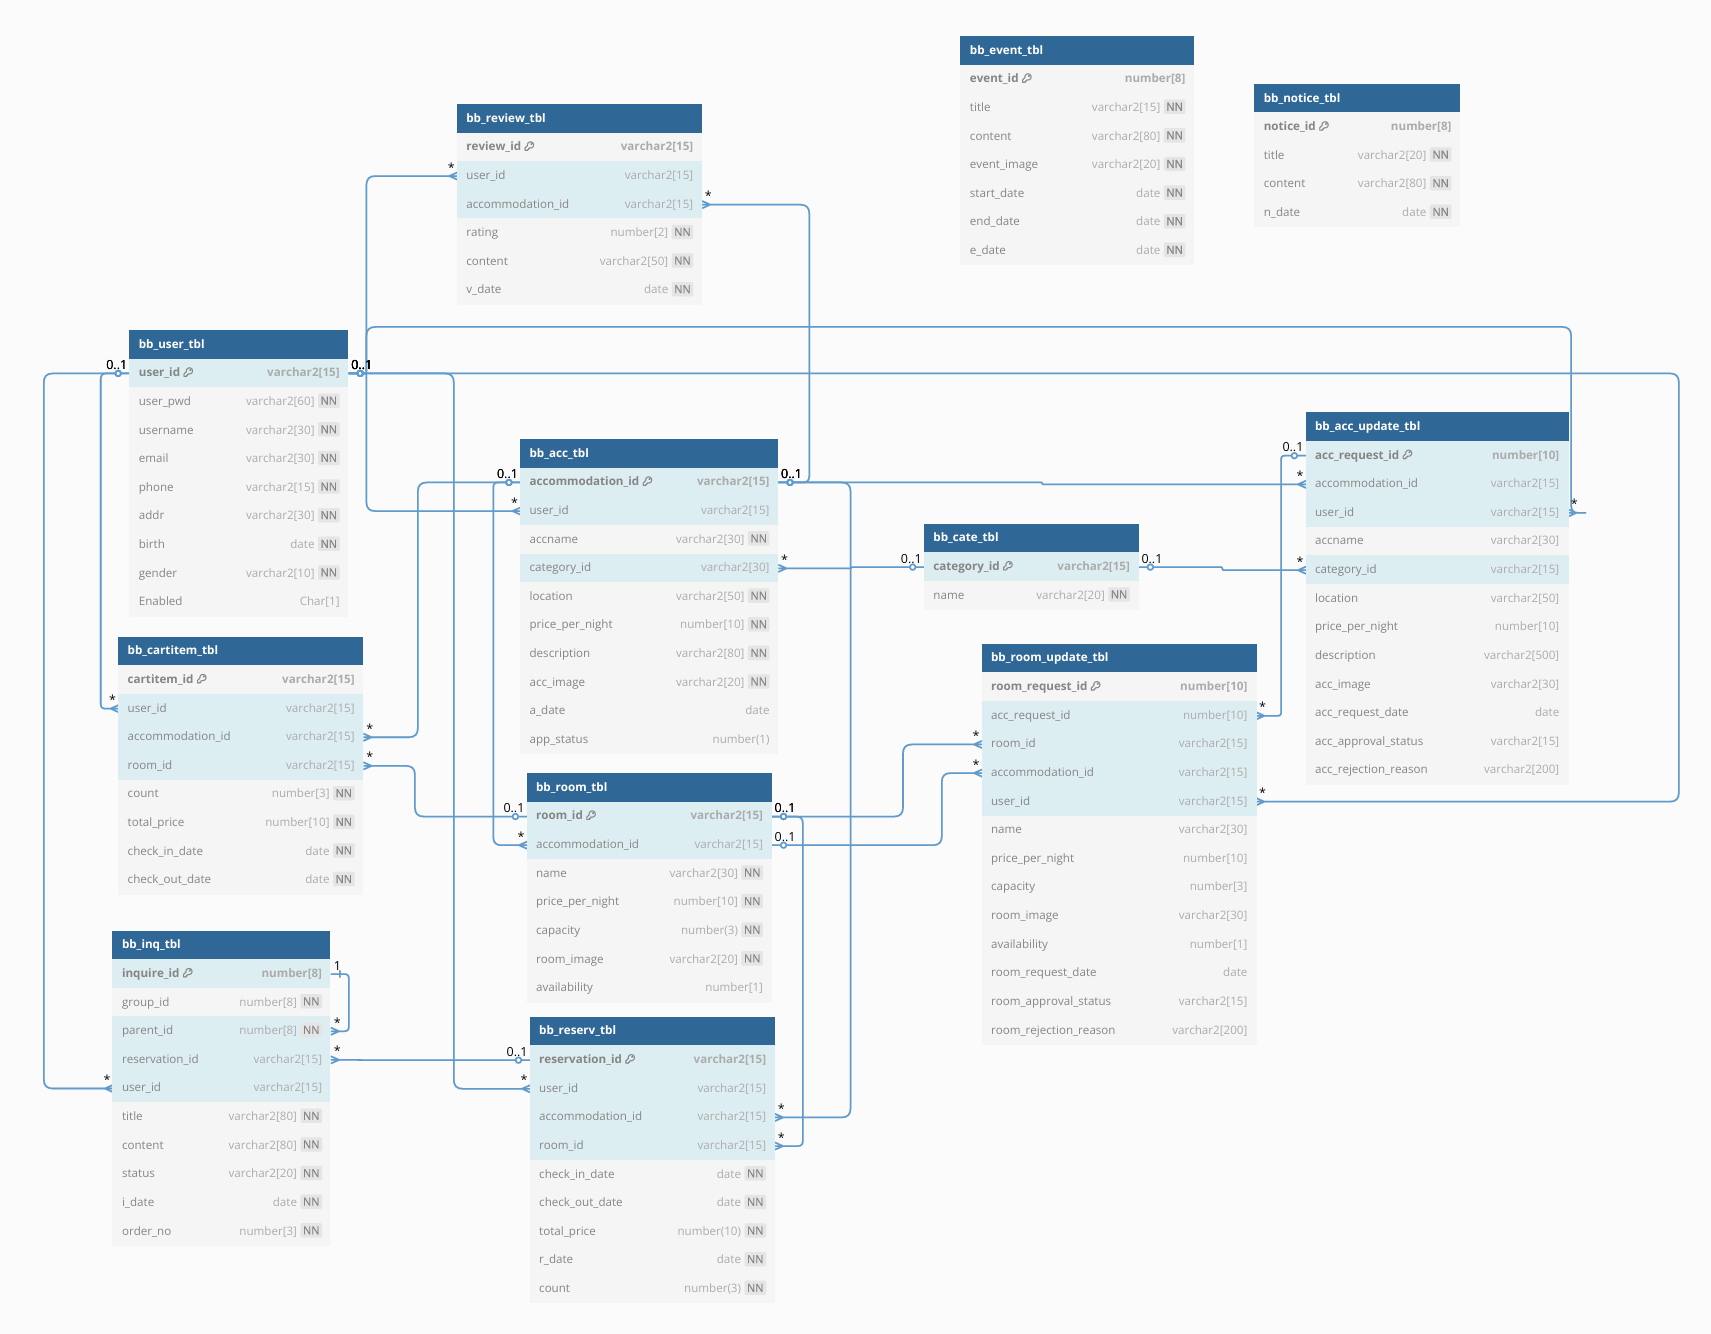 bb_event_tbl
event_id number[8]
title varchar2[15] NN
content varchar2[80] NN
event_image varchar2[20] NN
start_date date NN
end_date date NN
e_date date NN
bb_notice_tbl
notice_id number[8]
title varchar2[20] NN
content varchar2[80] NN
n_date date NN
bb_review_tbl
review_id varchar2[15]
* user_id varchar2[15]
accommodation_id varchar2[15] *
rating number[2] NN
content varchar2[50] NN
v_date date NN
bb_user_tbl
0..1 user_id varchar2[15] 0..1
user_pwd varchar2[60] NN
username varchar2[30] NN
email varchar2[30] NN
phone varchar2[15] NN
addr varchar2[30] NN
birth date NN
gender varchar2[10] NN
Enabled Char[1]
bb_acc_tbl
0..1 accommodation_id varchar2[15] 0..1
* user_id varchar2[15]
accname varchar2[30] NN
category_id varchar2[30] *
location varchar2[50] NN
price_per_night number[10] NN
description varchar2[80] NN
acc_image varchar2[20] NN
a_date date
app_status number(1)
bb_cate_tbl
0..1 category_id varchar2[15] 0..1
name varchar2[20] NN
bb_acc_update_tbl
0..1 acc_request_id number[10]
* accommodation_id varchar2[15]
user_id varchar2[15] *
accname varchar2[30]
* category_id varchar2[15]
location varchar2[50]
price_per_night number[10]
description varchar2[500]
acc_image varchar2[30]
acc_request_date date
acc_approval_status varchar2[15]
acc_rejection_reason varchar2[200]
bb_cartitem_tbl
cartitem_id varchar2[15]
* user_id varchar2[15]
accommodation_id varchar2[15] *
room_id varchar2[15] *
count number[3] NN
total_price number[10] NN
check_in_date date NN
check_out_date date NN
bb_room_tbl
0..1 room_id varchar2[15] 0..1
* accommodation_id varchar2[15] 0..1
name varchar2[30] NN
price_per_night number[10] NN
capacity number(3) NN
room_image varchar2[20] NN
availability number[1]
bb_room_update_tbl
room_request_id number[10]
acc_request_id number[10] *
* room_id varchar2[15]
* accommodation_id varchar2[15]
user_id varchar2[15] *
name varchar2[30]
price_per_night number[10]
capacity number[3]
room_image varchar2[30]
availability number[1]
room_request_date date
room_approval_status varchar2[15]
room_rejection_reason varchar2[200]
bb_inq_tbl
inquire_id number[8] 1
group_id number[8] NN
parent_id number[8] NN *
reservation_id varchar2[15] *
* user_id varchar2[15]
title varchar2[80] NN
content varchar2[80] NN
status varchar2[20] NN
i_date date NN
order_no number[3] NN
bb_reserv_tbl
0..1 reservation_id varchar2[15]
* user_id varchar2[15]
accommodation_id varchar2[15] *
room_id varchar2[15] *
check_in_date date NN
check_out_date date NN
total_price number(10) NN
r_date date NN
count number(3) NN